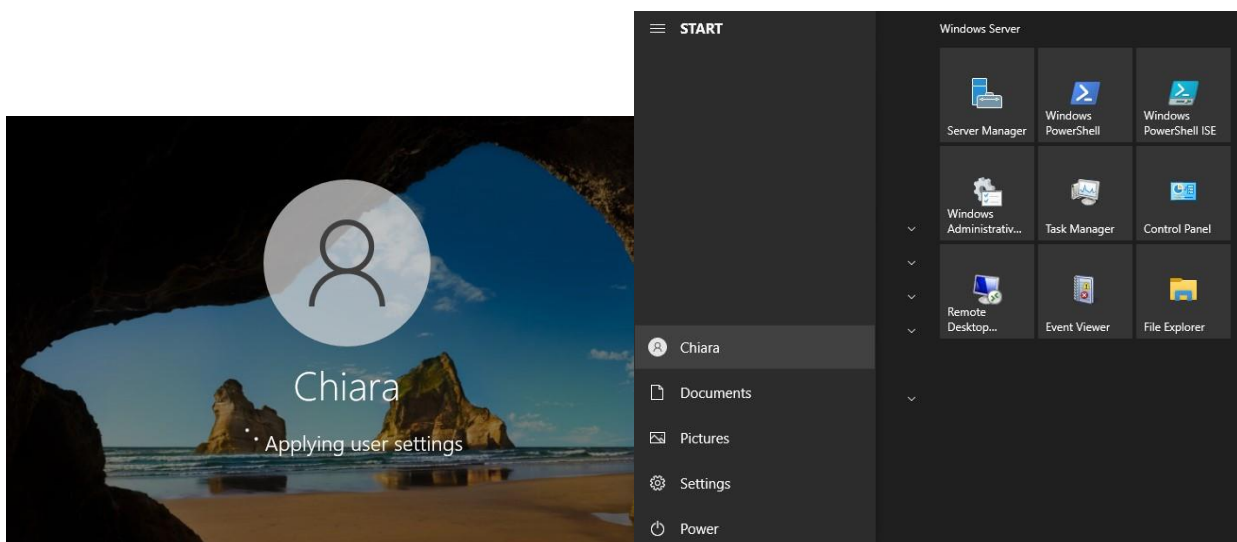 Chiara
Applying user settings
START
Chiara
Documents
Pictures
Settings
Power
Windows Server
Server Manager
Windows
PowerShell
Windows
PowerShell ISE
Windows
Administrativ...
Task Manager
Control Panel
Remote
Desktop...
Event Viewer
File Explorer